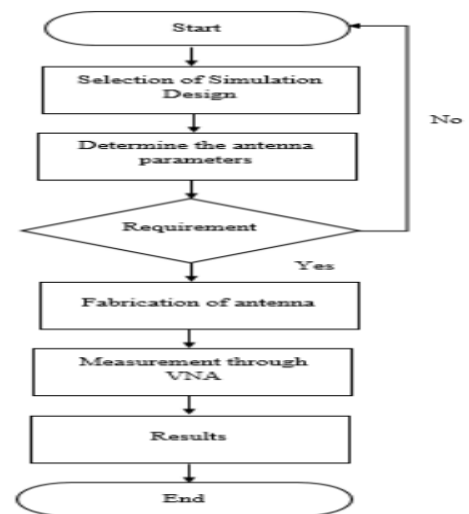 Start
Selection of Simulation
Design
No
Determine the antenna
parameters
Requirement
Yes
Fabrication of antenna
Measurement through
VNA
Results
End